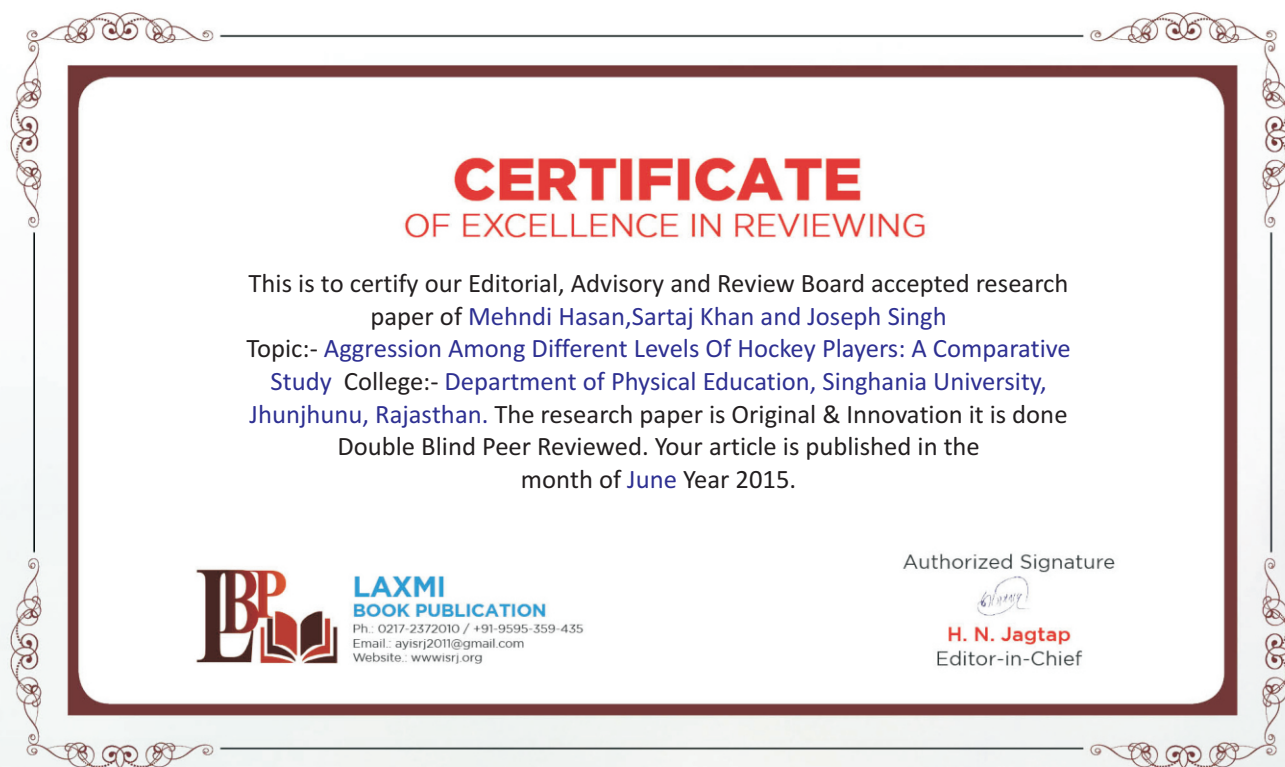 CERTIFICATE
OF EXCELLENCE IN REVIEWING
This is to certify our Editorial, Advisory and Review Board accepted research
paper of Mehndi Hasan,Sartaj Khan and Joseph Singh
Topic:- Aggression Among Different Levels Of Hockey Players: A Comparative
Study College:- Department of Physical Education, Singhania University,
Jhunjhunu, Rajasthan. The research paper is Original & Innovation it is done
Double Blind Peer Reviewed. Your article is published in the
month of June Year 2015.
LBP
LAXMI
BOOK PUBLICATION
Ph.: 0217-2372010 / +91-9595-359-435
Email.: ayisrj2011@gmail.com
Website.: wwwisrj.org
Authorized Signature
H. N. Jagtap
Editor-in-Chief